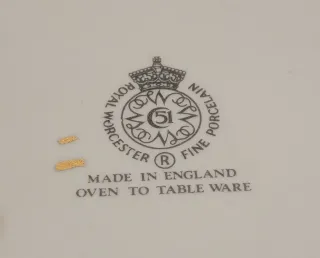 ROYAL WORCESTER FINE PORCELAIN
51
®
MADE IN ENGLAND
OVEN TO TABLE WARE